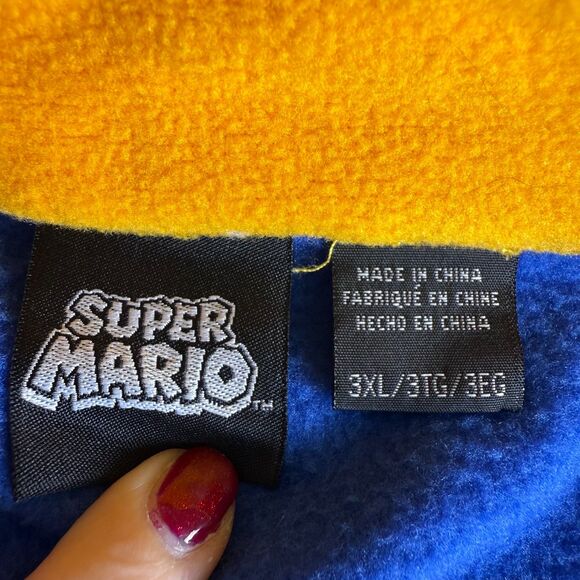 SUPER
MARIO
TM
MADE IN CHINA
FABRIQUÉ EN CHINE
HECHO EN CHINA
3XL/3TG/3EG